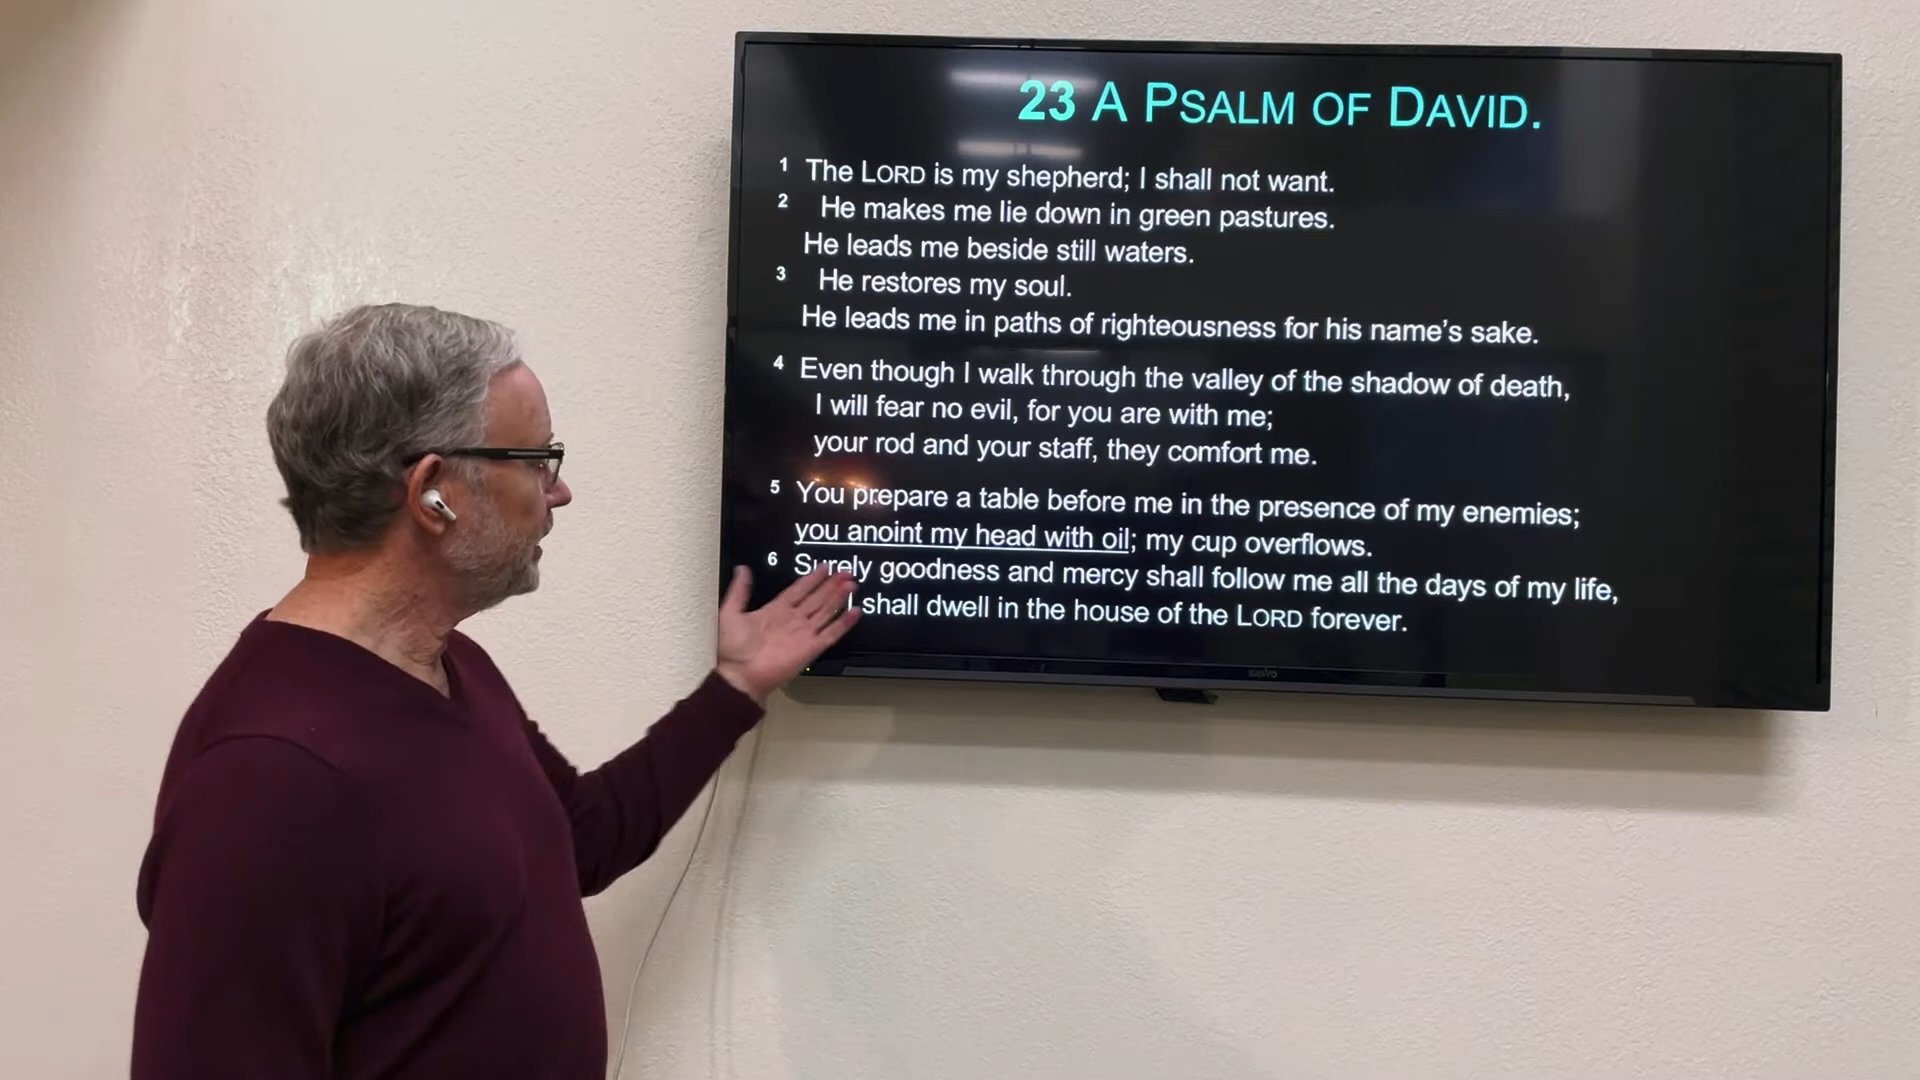 23 A PSALM OF DAVID.
1 The LORD is my shepherd; I shall not want.
2 He makes me lie down in green pastures.
He leads me beside still waters.
3 He restores my soul.
He leads me in paths of righteousness for his name’s sake.
4 Even though I walk through the valley of the shadow of death,
I will fear no evil, for you are with me;
your rod and your staff, they comfort me.
5 You prepare a table before me in the presence of my enemies;
you anoint my head with oil; my cup overflows.
6 Surely goodness and mercy shall follow me all the days of my life,
I shall dwell in the house of the LORD forever.